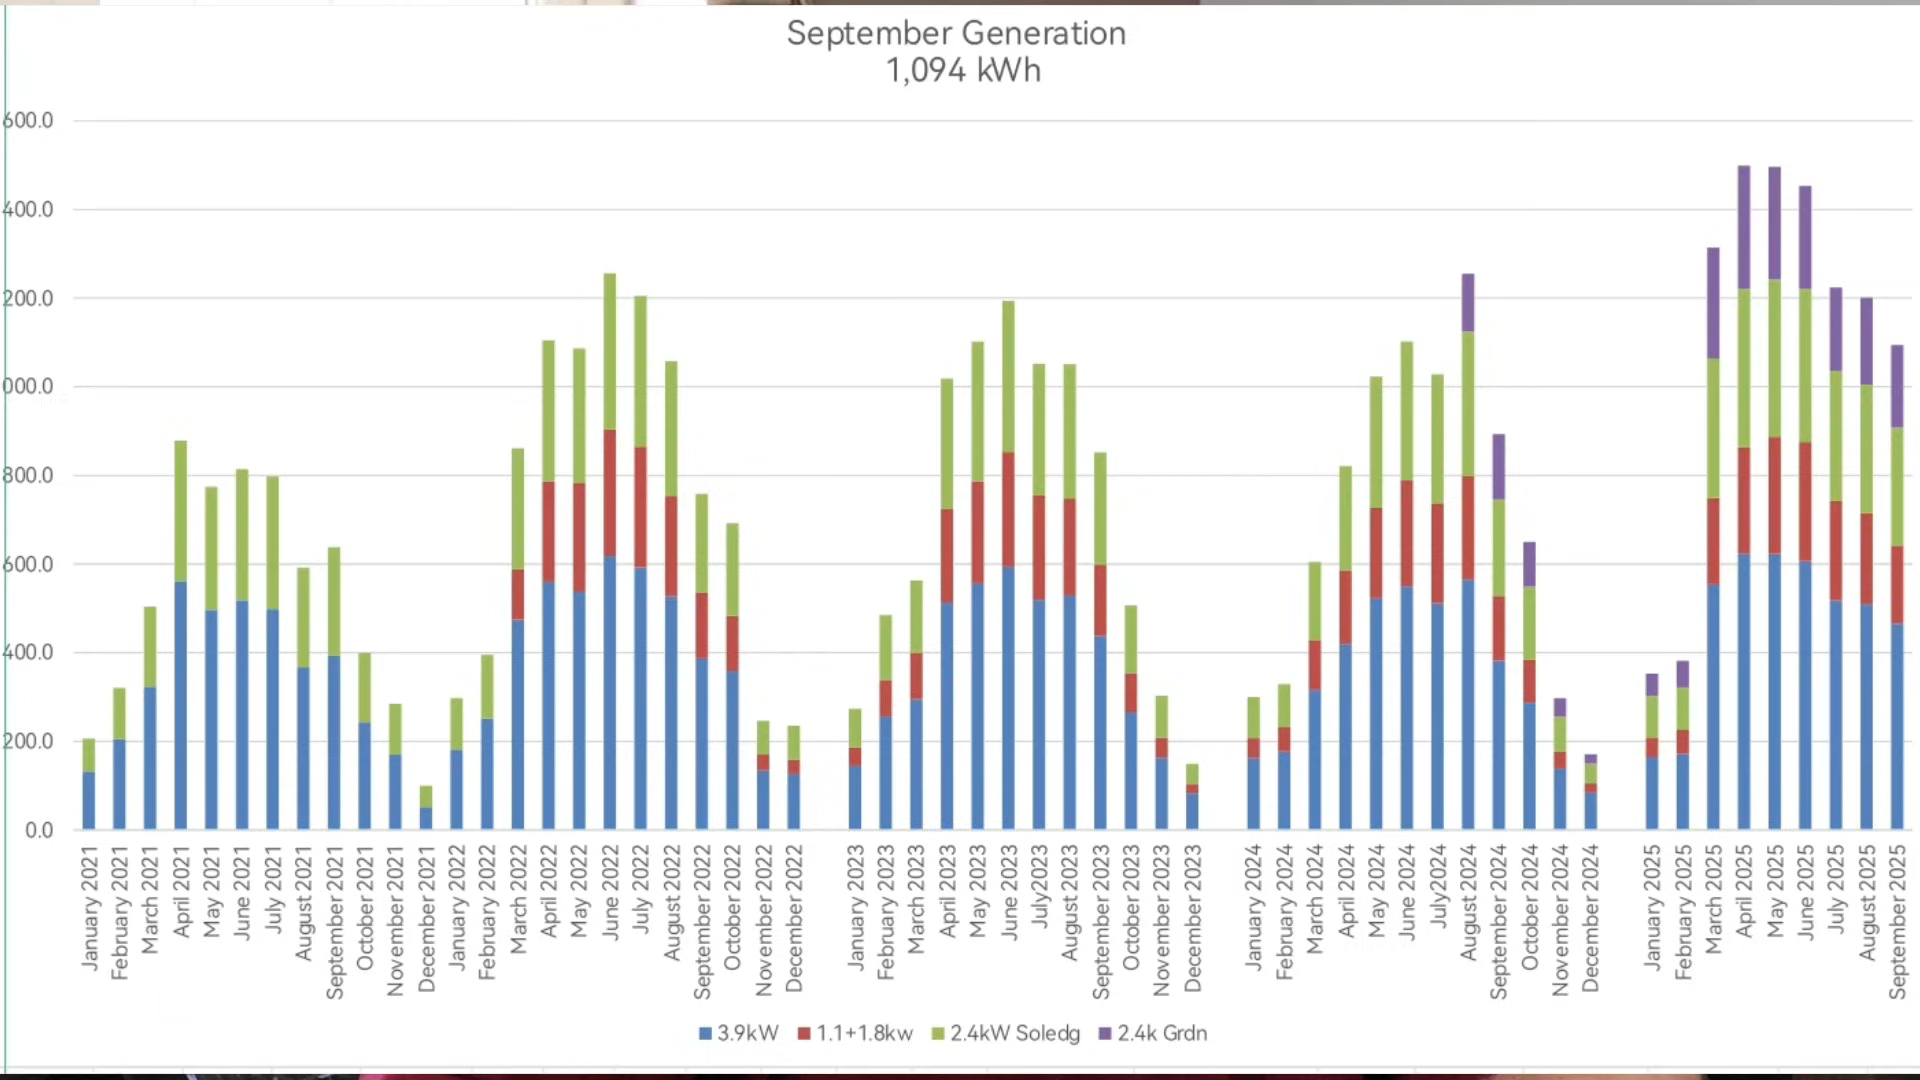 September Generation
1,094 kWh
600.0
400.0
200.0
000.0
800.0
600.0
400.0
200.0
0.0
January 2021
February 2021
March 2021
April 2021
May 2021
June 2021
July 2021
August 2021
September 2021
October 2021
November 2021
December 2021
January 2022
February 2022
March 2022
April 2022
May 2022
June 2022
July 2022
August 2022
September 2022
October 2022
November 2022
December 2022
January 2023
February 2023
March 2023
April 2023
May 2023
June 2023
July2023
August 2023
September 2023
October 2023
November 2023
December 2023
January 2024
February 2024
March 2024
April 2024
May 2024
June 2024
July2024
August 2024
September 2024
October 2024
November 2024
December 2024
January 2025
February 2025
March 2025
April 2025
May 2025
June 2025
July 2025
August 2025
September 2025
3.9kW 1.1+1.8kw 2.4kW Soledg 2.4k Grdn